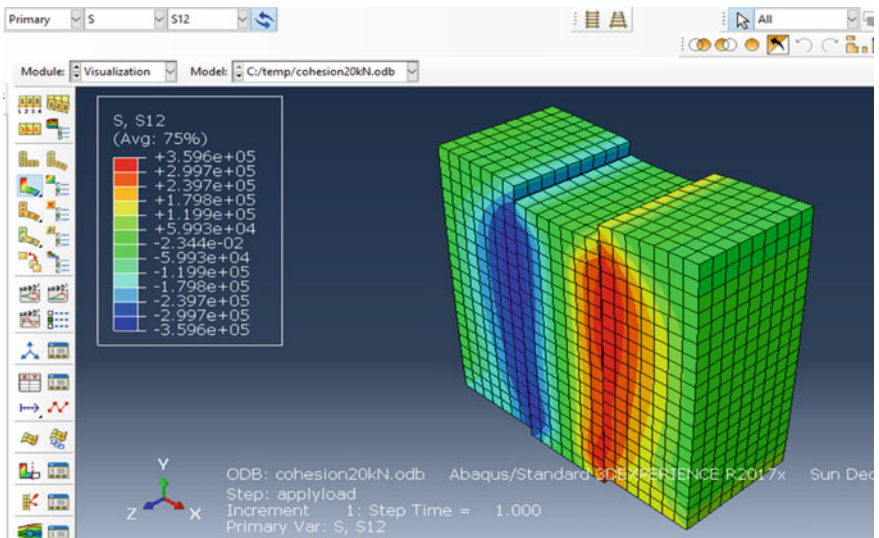 Primary S S12 All
Module: Visualization Model: C:/temp/cohesion20kN.odb
S, S12
(Avg: 75%)
+3.596e+05
+2.997e+05
+2.397e+05
+1.798e+05
+1.199e+05
+5.993e+04
-2.344e-02
-5.993e+04
-1.199e+05
-1.798e+05
-2.397e+05
-2.997e+05
-3.596e+05
Y
Z
X
ODB: cohesion20kN.odb Abaqus/Standard 3DEXPERIENCE R2017x Sun Dec
Step: applyload
Increment 1: Step Time = 1.000
Primary Var: S, S12